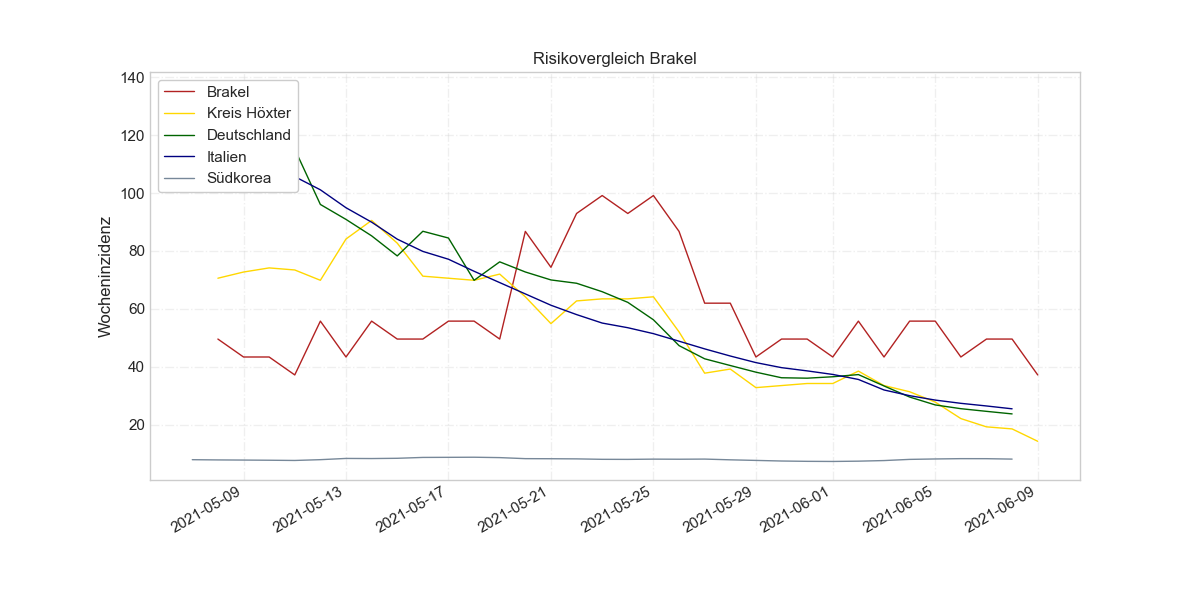 Risikovergleich Brakel
Wocheninzidenz
140
120
100
80
60
40
20
Brakel
Kreis Höxter
Deutschland
Italien
Südkorea
2021-05-09
2021-05-13
2021-05-17
2021-05-21
2021-05-25
2021-05-29
2021-06-01
2021-06-05
2021-06-09